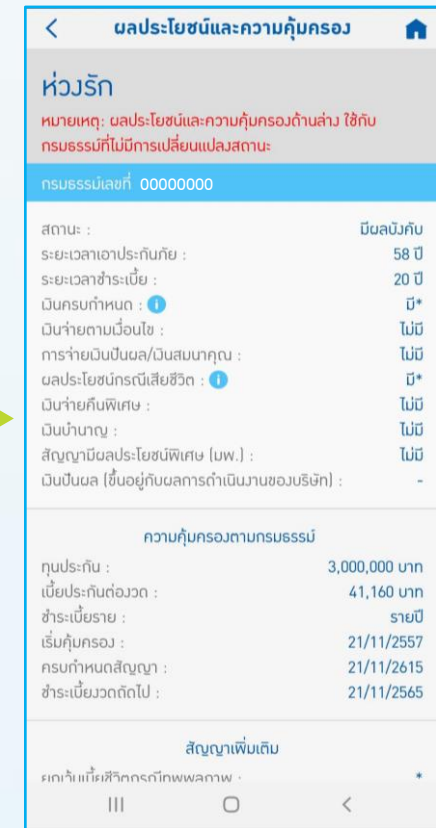 ผลประโยชน์และความคุ้มครอง
ห่วงรัก
หมายเหตุ: ผลประโยชน์และความคุ้มครองด้านล่าง ใช้กับ
กรมธรรม์ที่ไม่มีการเปลี่ยนแปลงสถานะ
กรมธรรม์เลขที่ 00000000
สถานะ : มีผลบังคับ
ระยะเวลาเอาประกันภัย : 58 ปี
ระยะเวลาชำระเบี้ย : 20 ปี
เงินครบกำหนด : มี*
เงินจ่ายตามเงื่อนไข : ไม่มี
การจ่ายเงินปันผล/เงินสมนาคุณ : ไม่มี
ผลประโยชน์กรณีเสียชีวิต : มี*
เงินจ่ายคืนพิเศษ : ไม่มี
เงินบำนาญ : ไม่มี
สัญญามีผลประโยชน์พิเศษ (มพ.) : ไม่มี
เงินปันผล (ขึ้นอยู่กับผลการดำเนินงานของบริษัท) : -
ความคุ้มครองตามกรมธรรม์
ทุนประกัน : 3,000,000 บาท
เบี้ยประกันต่องวด : 41,160 บาท
ชำระเบี้ยราย : รายปี
เริ่มคุ้มครอง : 21/11/2557
ครบกำหนดสัญญา : 21/11/2615
ชำระเบี้ยงวดถัดไป : 21/11/2565
สัญญาเพิ่มเติม
ยกเว้นเบี้ยชีวิตกรณีทุพพลภาพ : *